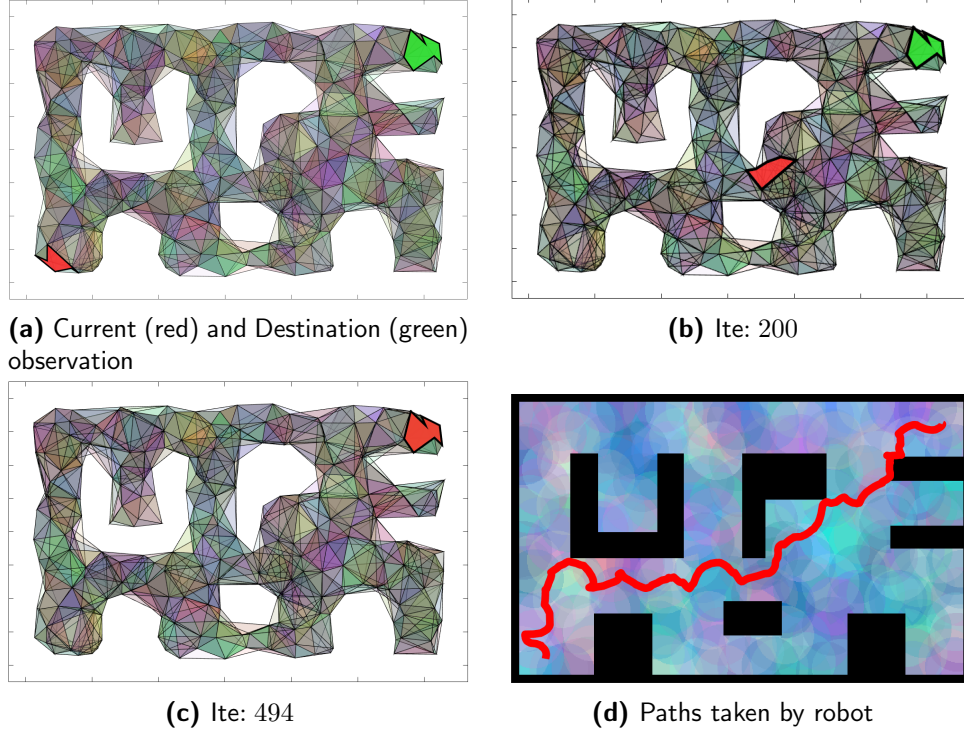 (a) Current (red) and Destination (green)
observation
(b) Ite: 200
(c) Ite: 494
(d) Paths taken by robot